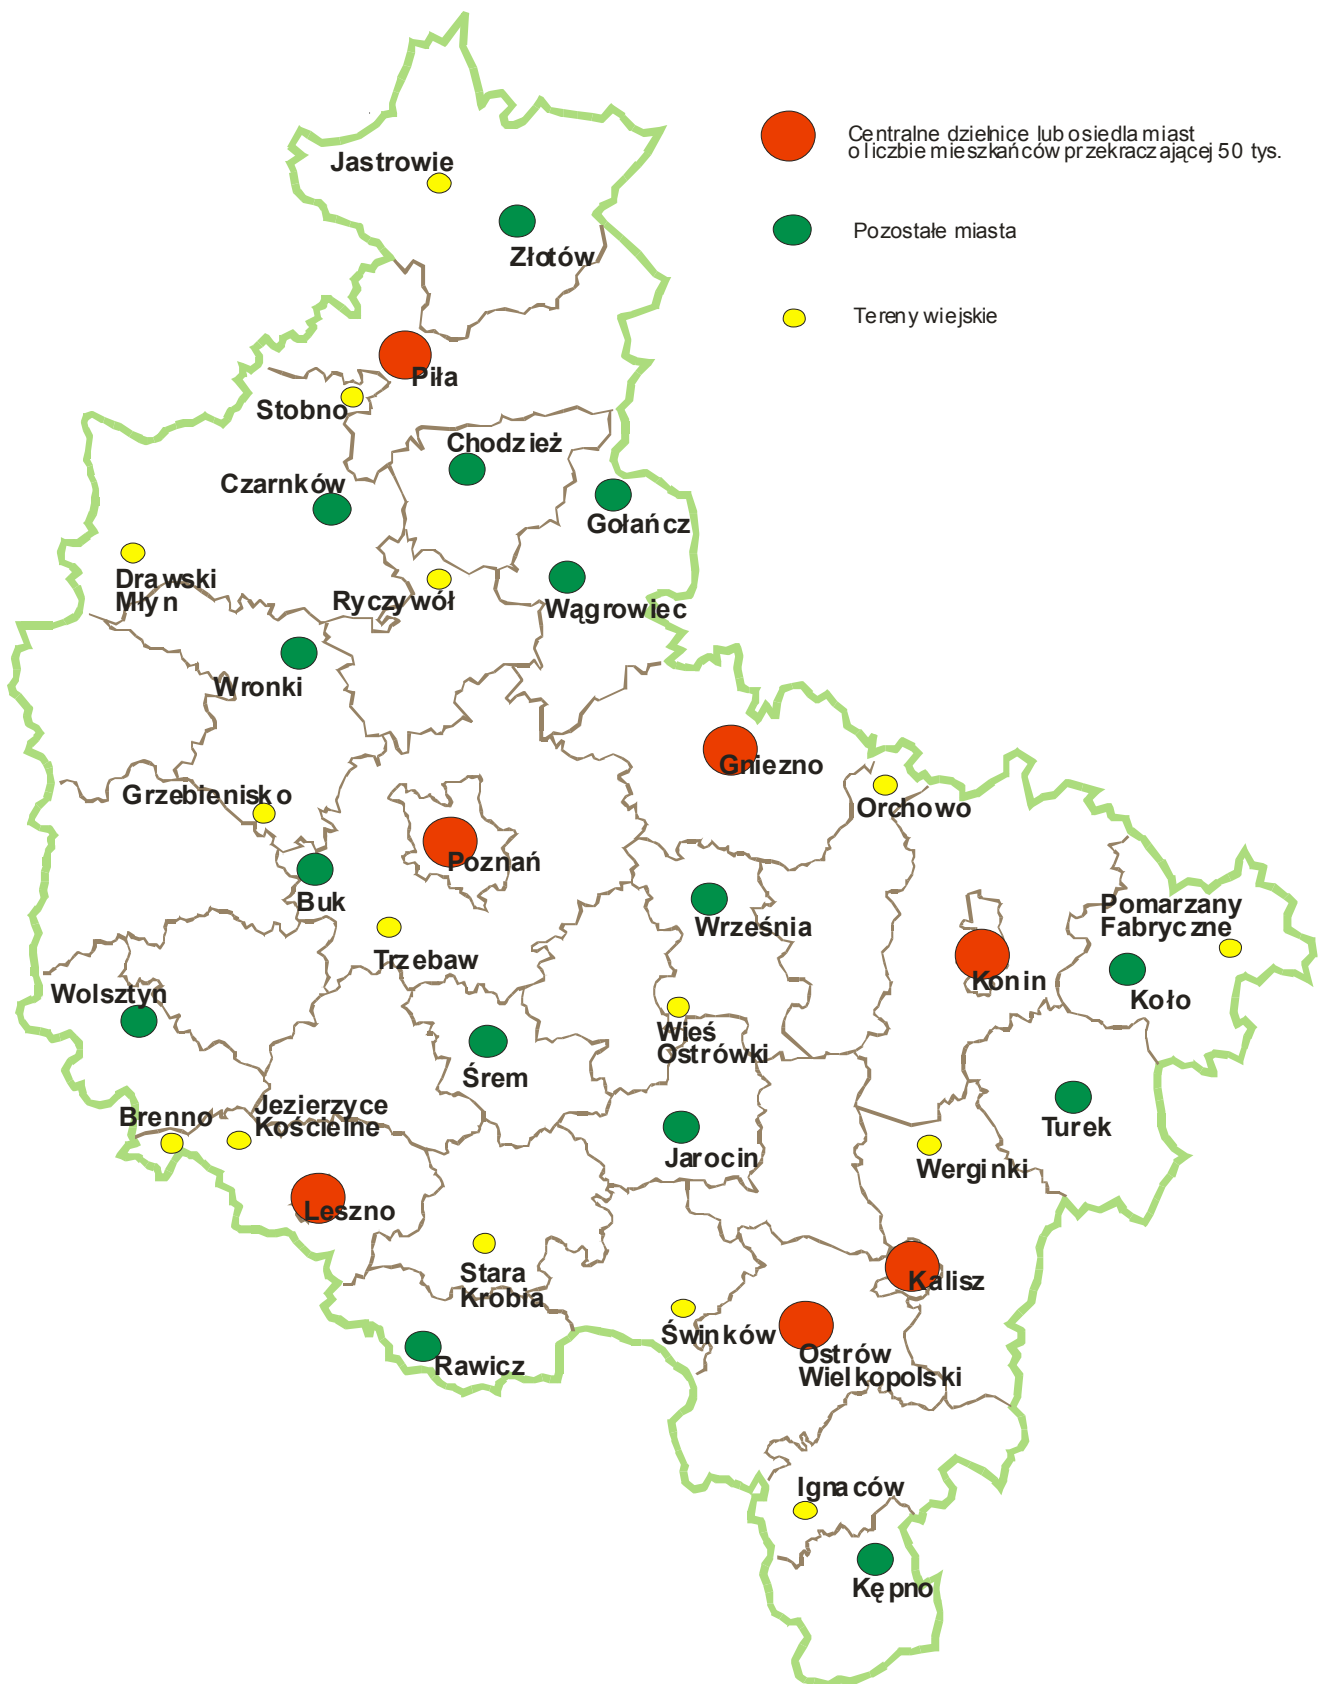 Centralne dzielnice lub osiedla miast
o liczbie mieszkańców przekraczającej 50 tys.
Jastrowie
Pozostałe miasta
Złotów
Tereny wiejskie
Piła
Stobno
Chodzież
Czarnków
Gołańcz
Drawski
Młyn
Ryczywół
Wągrowiec
Wronki
Gniezno
Grzebienisko
Orchowo
Poznań
Buk
Pomarzany
Fabryczne
Września
Trzebaw
Konin
Wolsztyn
Koło
Wieś
Ostrówki
Śrem
Jezierzyce
Kościelne
Brenno
Turek
Jarocin
Werginki
Leszno
Stara
Krobia
Kalisz
Świnków
Ostrów
Wielkopolski
Rawicz
Ignaców
Kępno